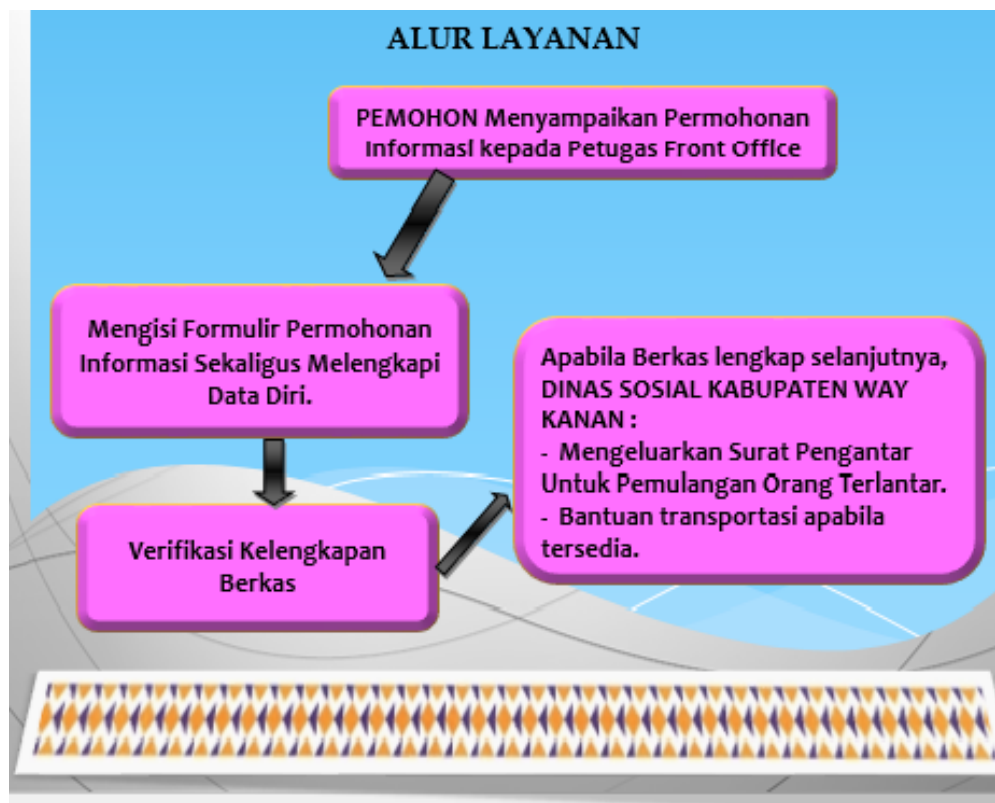 ALUR LAYANAN
PEMOHON Menyampaikan Permohonan
Informasi kepada Petugas Front Office
Mengisi Formulir Permohonan
Informasi Sekaligus Melengkapi
Data Diri.
Verifikasi Kelengkapan
Berkas
Apabila Berkas lengkap selanjutnya,
DINAS SOSIAL KABUPATEN WAY
KANAN :
- Mengeluarkan Surat Pengantar
Untuk Pemulangan Orang Terlantar.
- Bantuan transportasi apabila
tersedia.